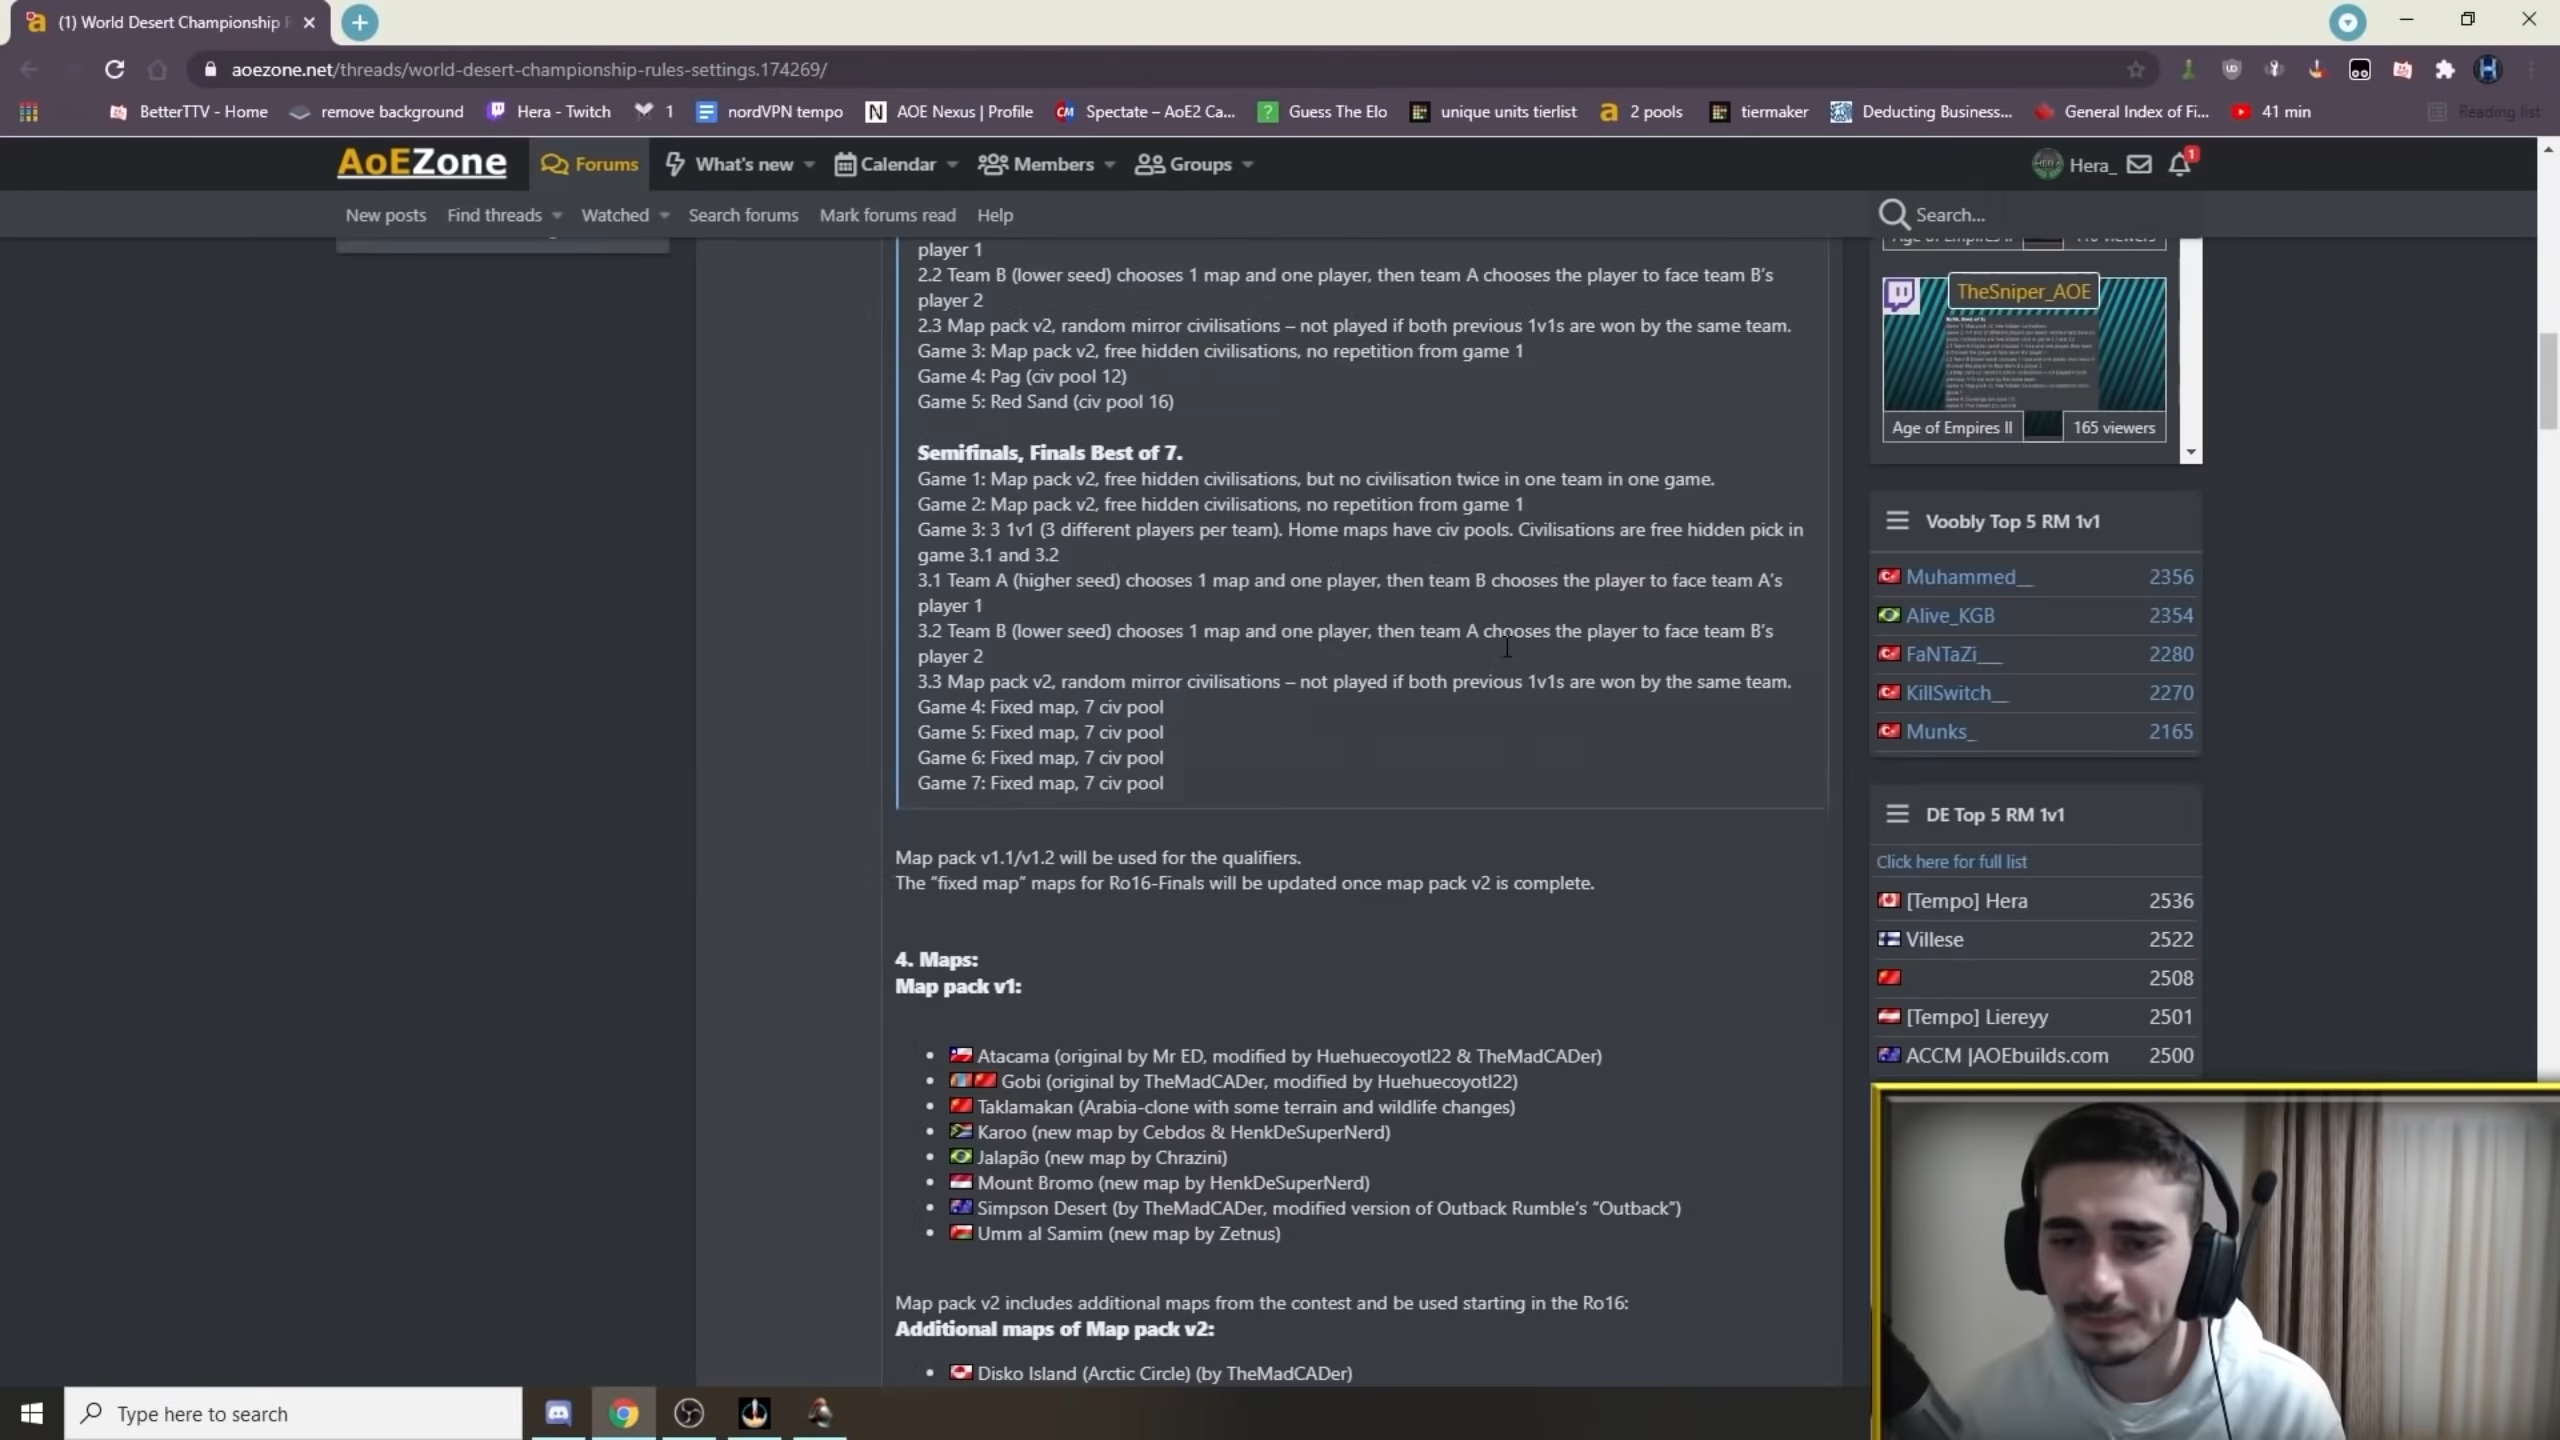 (1) World Desert Championship R
aoezone.net/threads/world-desert-championship-rules-settings.174269/
BetterTTV - Home
remove background
Hera - Twitch
1
nordVPN tempo
AOE Nexus | Profile
Spectate – AoE2 Ca...
Guess The Elo
unique units tierlist
2 pools
tiermaker
Deducting Business...
General Index of Fi...
41 min
Reading list
AoEZone
Forums
What's new
Calendar
Members
Groups
Hera_
1
New posts
Find threads
Watched
Search forums
Mark forums read
Help
Search...
player 1
2.2 Team B (lower seed) chooses 1 map and one player, then team A chooses the player to face team B's
player 2
2.3 Map pack v2, random mirror civilisations – not played if both previous 1v1s are won by the same team.
Game 3: Map pack v2, free hidden civilisations, no repetition from game 1
Game 4: Pag (civ pool 12)
Game 5: Red Sand (civ pool 16)
Semifinals, Finals Best of 7.
Game 1: Map pack v2, free hidden civilisations, but no civilisation twice in one team in one game.
Game 2: Map pack v2, free hidden civilisations, no repetition from game 1
Game 3: 3 1v1 (3 different players per team). Home maps have civ pools. Civilisations are free hidden pick in
game 3.1 and 3.2
3.1 Team A (higher seed) chooses 1 map and one player, then team B chooses the player to face team A's
player 1
3.2 Team B (lower seed) chooses 1 map and one player, then team A chooses the player to face team B's
player 2
3.3 Map pack v2, random mirror civilisations – not played if both previous 1v1s are won by the same team.
Game 4: Fixed map, 7 civ pool
Game 5: Fixed map, 7 civ pool
Game 6: Fixed map, 7 civ pool
Game 7: Fixed map, 7 civ pool
Map pack v1.1/v1.2 will be used for the qualifiers.
The “fixed map” maps for Ro16-Finals will be updated once map pack v2 is complete.
4. Maps:
Map pack v1:
Atacama (original by Mr ED, modified by Huehuecoyotl22 & TheMadCADer)
Gobi (original by TheMadCADer, modified by Huehuecoyotl22)
Taklamakan (Arabia-clone with some terrain and wildlife changes)
Karoo (new map by Cebdos & HenkDeSuperNerd)
Jalapão (new map by Chrazini)
Mount Bromo (new map by HenkDeSuperNerd)
Simpson Desert (by TheMadCADer, modified version of Outback Rumble's “Outback”)
Umm al Samim (new map by Zetnus)
Map pack v2 includes additional maps from the contest and be used starting in the Ro16:
Additional maps of Map pack v2:
Disko Island (Arctic Circle) (by TheMadCADer)
TheSniper_AOE
Age of Empires II
165 viewers
Voobly Top 5 RM 1v1
Muhammed__ 2356
Alive_KGB 2354
FaNTaZi___ 2280
KillSwitch__ 2270
Munks_ 2165
DE Top 5 RM 1v1
Click here for full list
[Tempo] Hera 2536
Villese 2522
2508
[Tempo] Liereyy 2501
ACCM |AOEbuilds.com 2500
Type here to search